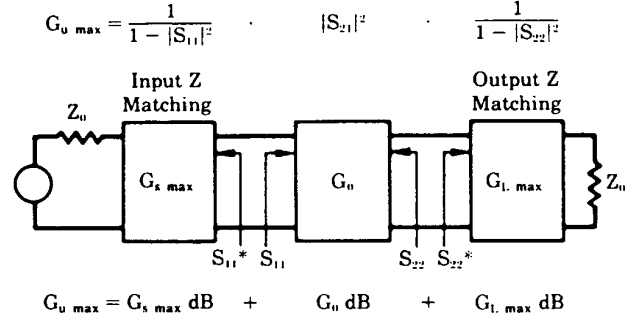 G_u max = 1 / (1 − |S₁₁|²) · |S₂₁|² · 1 / (1 − |S₂₂|²)
Input Z Matching
Output Z Matching
Z₀
G_s max
G₀
G_L max
Z₀
S₁₁* S₁₁ S₂₂ S₂₂*
G_u max = G_s max dB + G₀ dB + G_L max dB